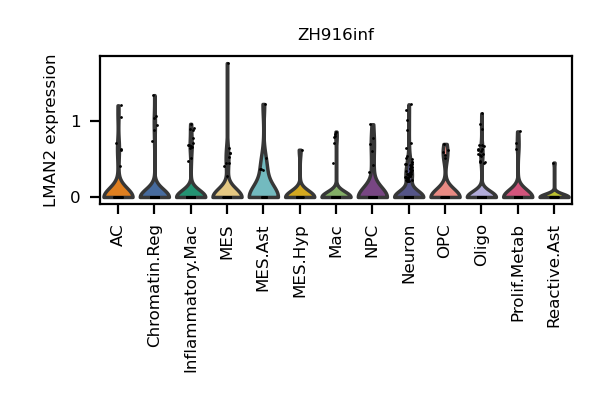 ZH916inf
LMAN2 expression
1
0
AC
Chromatin.Reg
Inflammatory.Mac
MES
MES.Ast
MES.Hyp
Mac
NPC
Neuron
OPC
Oligo
Prolif.Metab
Reactive.Ast